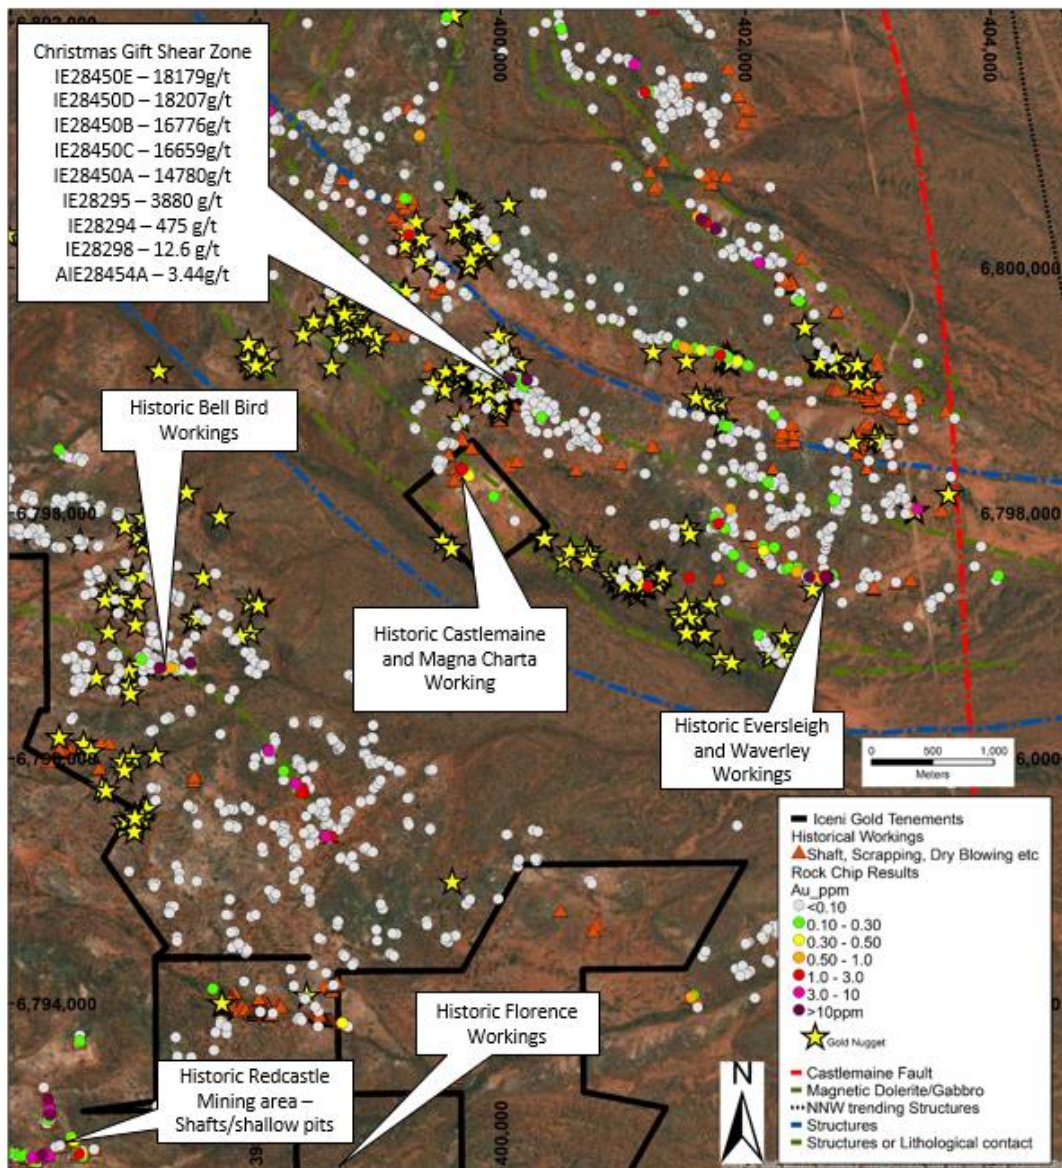 6,802,000
400,000
402,000
404,000
Christmas Gift Shear Zone
IE28450E – 18179g/t
IE28450D – 18207g/t
IE28450B – 16776g/t
IE28450C – 16659g/t
IE28450A – 14780g/t
IE28295 – 3880 g/t
IE28294 – 475 g/t
IE28298 – 12.6 g/t
AIE28454A – 3.44g/t
6,800,000
Historic Bell Bird
Workings
6,798,000
6,798,000
Historic Castlemaine
and Magna Charta
Working
Historic Eversleigh
and Waverley
Workings
0 500 1,000
Meters
Iceni Gold Tenements
Historical Workings
Shaft, Scrapping, Dry Blowing etc
Rock Chip Results
Au_ppm
<0.10
0.10 - 0.30
0.30 - 0.50
0.50 - 1.0
1.0 - 3.0
3.0 - 10
>10ppm
Gold Nugget
Castlemaine Fault
Magnetic Dolerite/Gabbro
NNW trending Structures
Structures
Structures or Lithological contact
6,794,000
Historic Florence
Workings
Historic Redcastle
Mining area –
Shafts/shallow pits
N
39
400,000